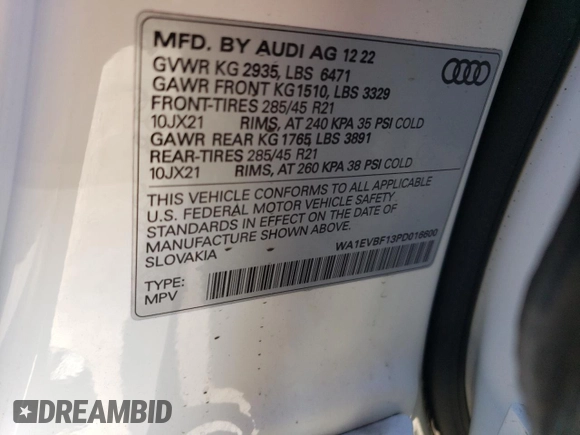 MFD. BY AUDI AG 12 22
GVWR KG 2935, LBS 6471
GAWR FRONT KG1510, LBS 3329
FRONT-TIRES 285/45 R21
10JX21 RIMS, AT 240 KPA 35 PSI COLD
GAWR REAR KG 1765 LBS 3891
REAR-TIRES 285/45 R21
10JX21 RIMS, AT 260 KPA 38 PSI COLD
THIS VEHICLE CONFORMS TO ALL APPLICABLE
U.S. FEDERAL MOTOR VEHICLE SAFETY
STANDARDS IN EFFECT ON THE DATE OF
MANUFACTURE SHOWN ABOVE.
SLOVAKIA WA1EVBF13PD018600
TYPE:
MPV
DREAMBID